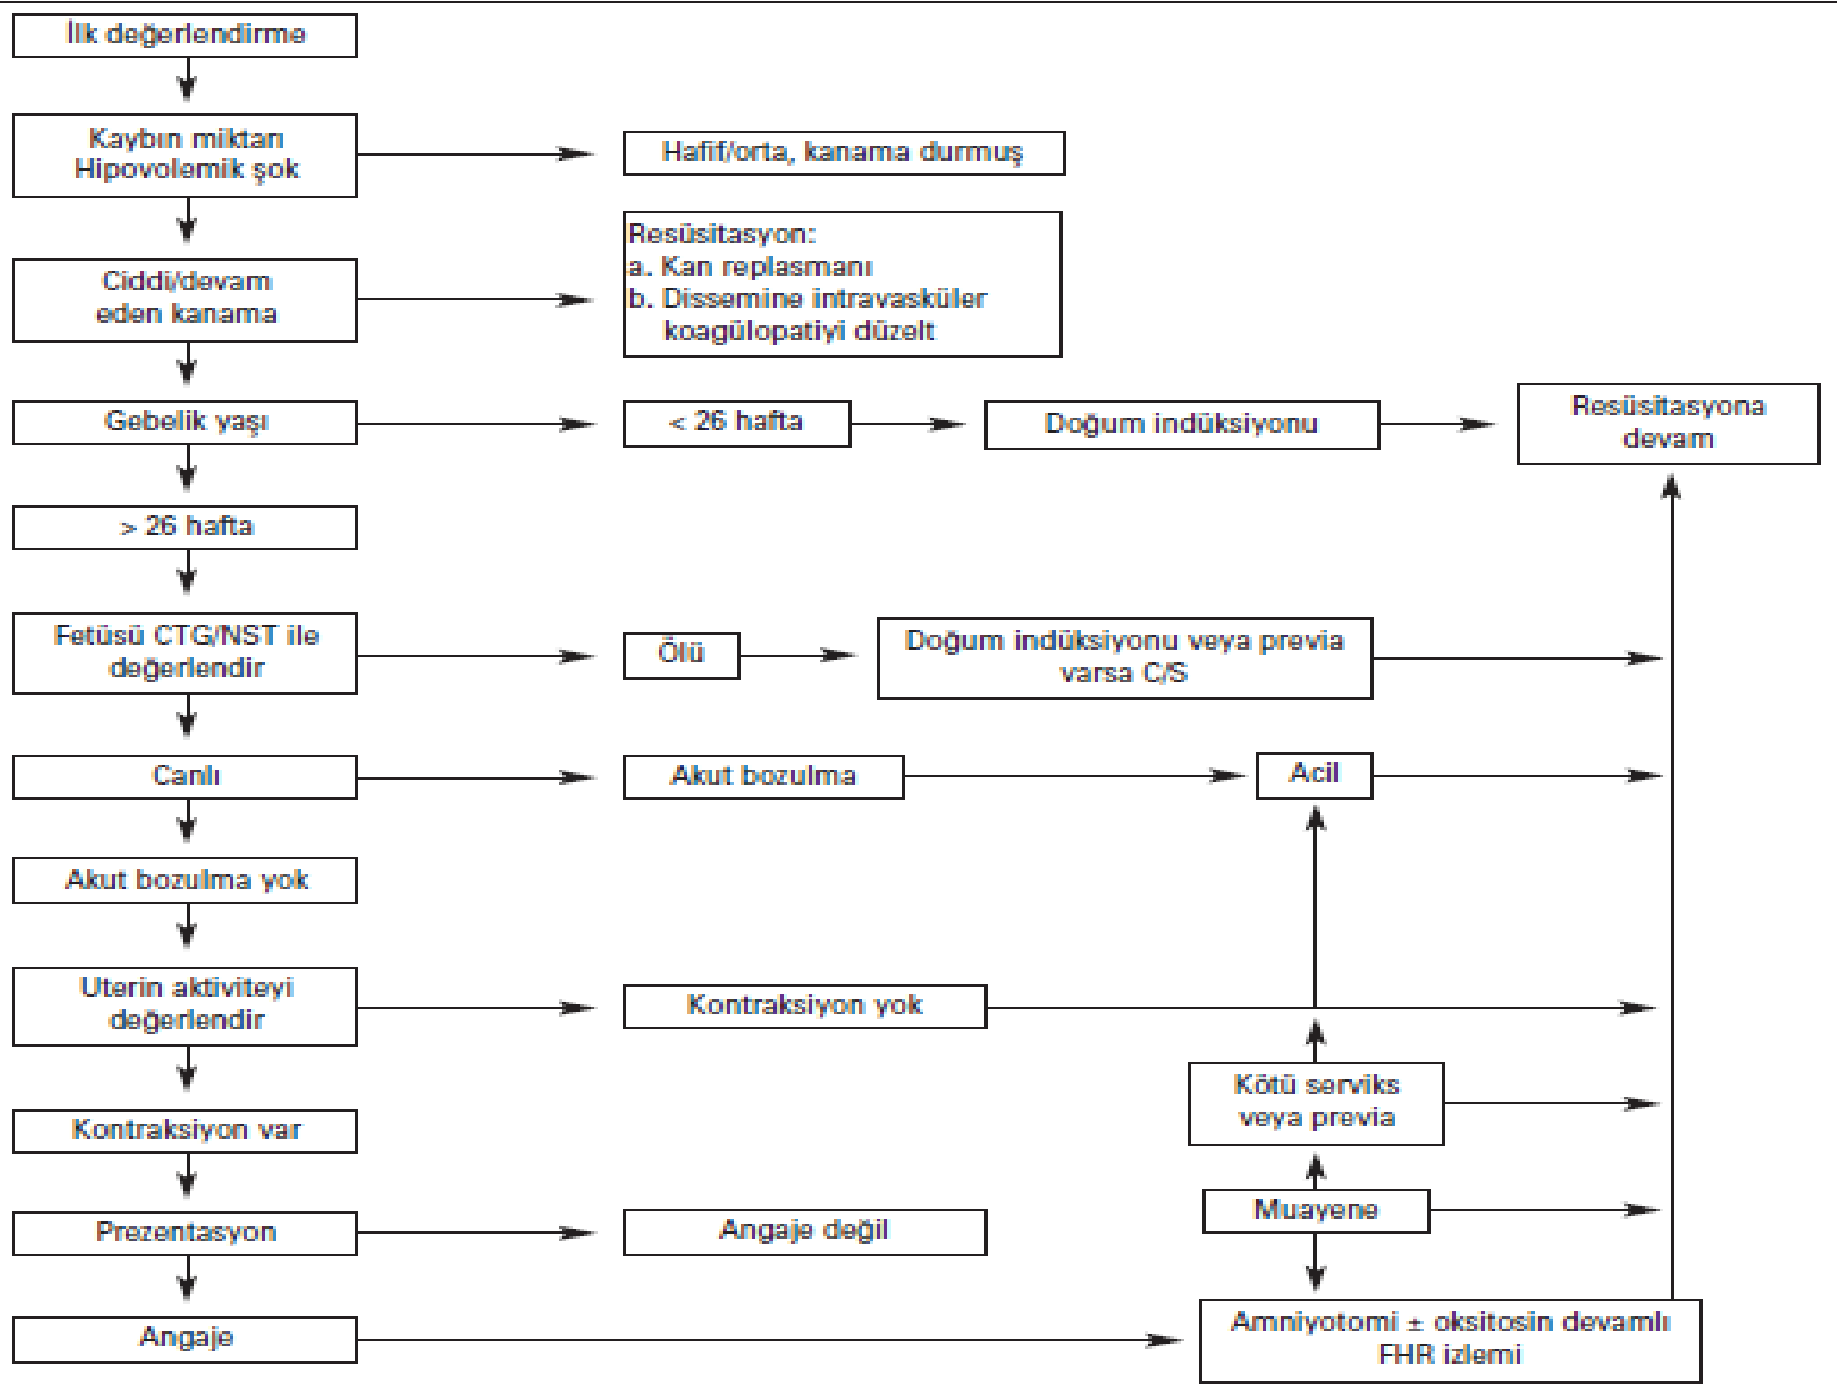 İlk değerlendirme
Kaybın miktarı
Hipovolemik şok
Hafif/orta, kanama durmuş
Resüsitasyon:
a. Kan replasmanı
b. Dissemine intravasküler
koagülopatiyi düzelt
Ciddi/devam
eden kanama
Gebelik yaşı
< 26 hafta
Doğum indüksiyonu
Resüsitasyona
devam
> 26 hafta
Fetüsü CTG/NST ile
değerlendir
Ölü
Doğum indüksiyonu veya previa
varsa C/S
Canlı
Akut bozulma
Acil
Akut bozulma yok
Uterin aktiviteyi
değerlendir
Kontraksiyon yok
Kötü serviks
veya previa
Kontraksiyon var
Muayene
Prezentasyon
Angaje değil
Angaje
Amniyotomi ± oksitosin devamlı
FHR izlemi